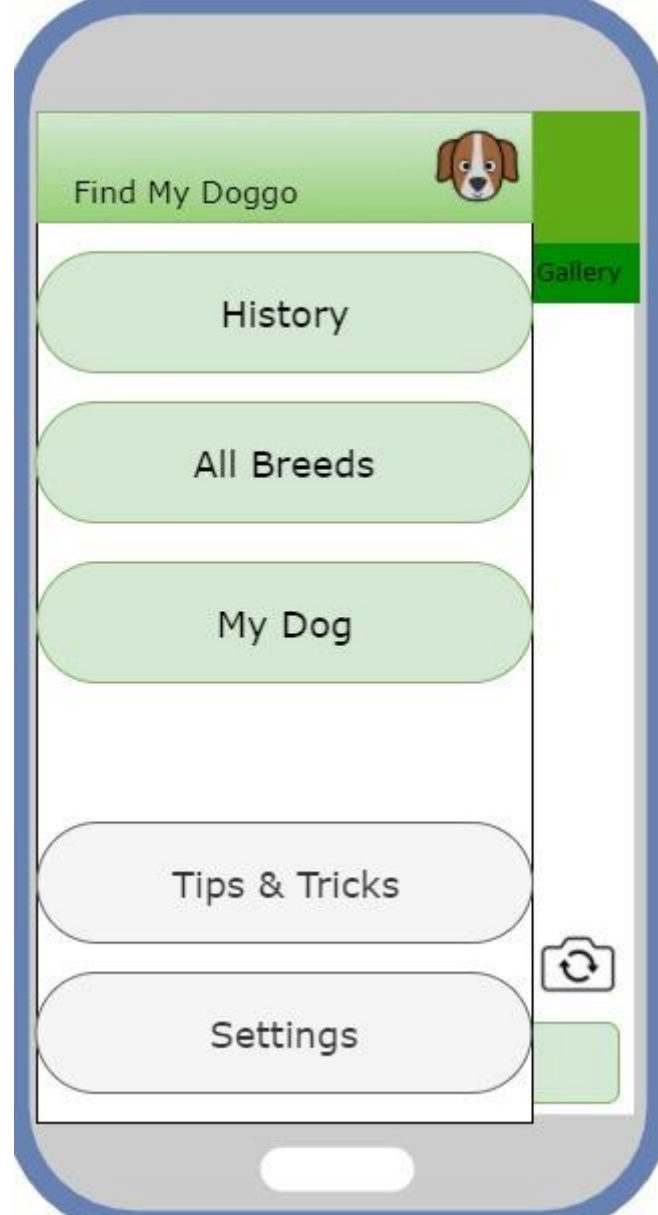 Find My Doggo
Gallery
History
All Breeds
My Dog
Tips & Tricks
Settings